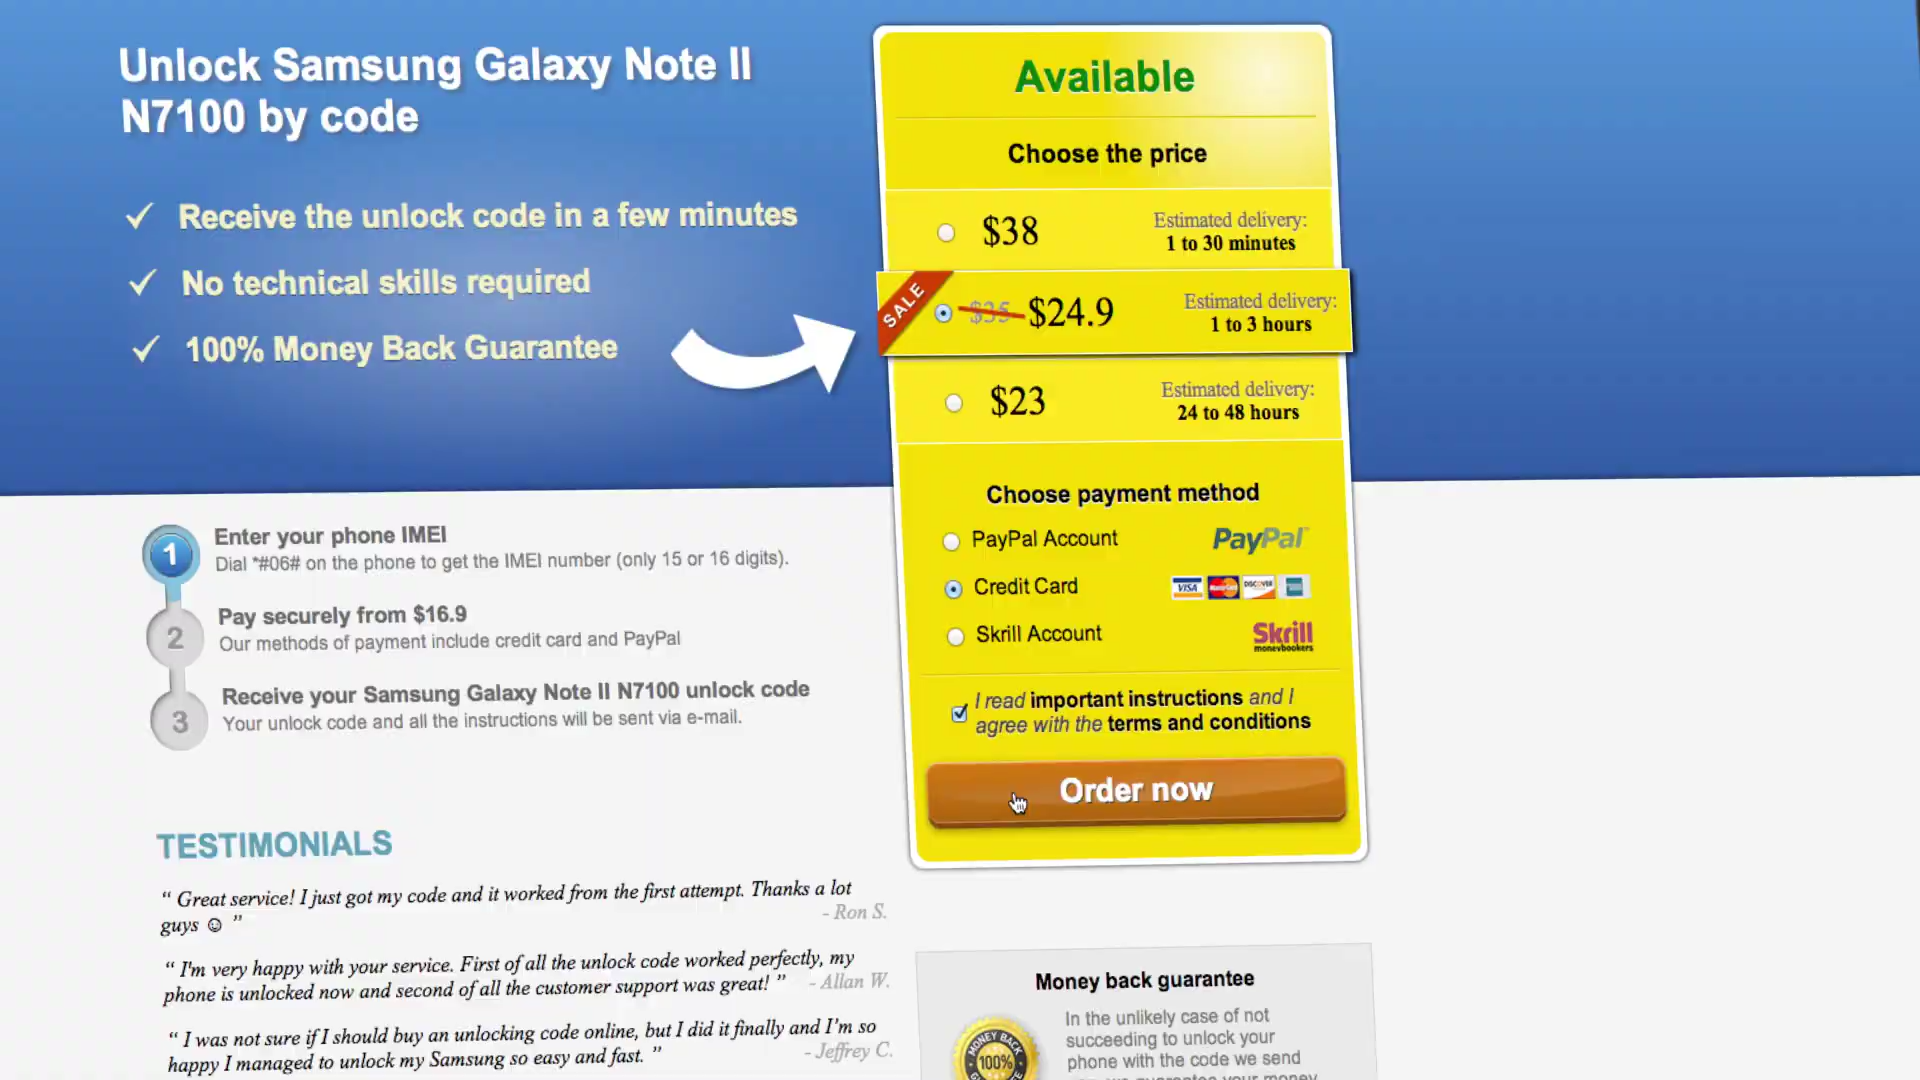 Unlock Samsung Galaxy Note II
N7100 by code
Receive the unlock code in a few minutes
No technical skills required
100% Money Back Guarantee
Available
Choose the price
$38
Estimated delivery:
1 to 30 minutes
SALE
$35 $24.9
Estimated delivery:
1 to 3 hours
$23
Estimated delivery:
24 to 48 hours
Choose payment method
PayPal Account
PayPal
Credit Card
VISA
MasterCard
DISCOVER
Skrill Account
Skrill
moneybookers
I read important instructions and I
agree with the terms and conditions
Order now
1
Enter your phone IMEI
Dial *#06# on the phone to get the IMEI number (only 15 or 16 digits).
2
Pay securely from $16.9
Our methods of payment include credit card and PayPal
3
Receive your Samsung Galaxy Note II N7100 unlock code
Your unlock code and all the instructions will be sent via e-mail.
TESTIMONIALS
“ Great service! I just got my code and it worked from the first attempt. Thanks a lot
guys ☺ ”
- Ron S.
“ I'm very happy with your service. First of all the unlock code worked perfectly, my
phone is unlocked now and second of all the customer support was great! ”
- Allan W.
“ I was not sure if I should buy an unlocking code online, but I did it finally and I'm so
happy I managed to unlock my Samsung so easy and fast. ”
- Jeffrey C.
Money back guarantee
MONEY BACK
100%
In the unlikely case of not
succeeding to unlock your
phone with the code we send